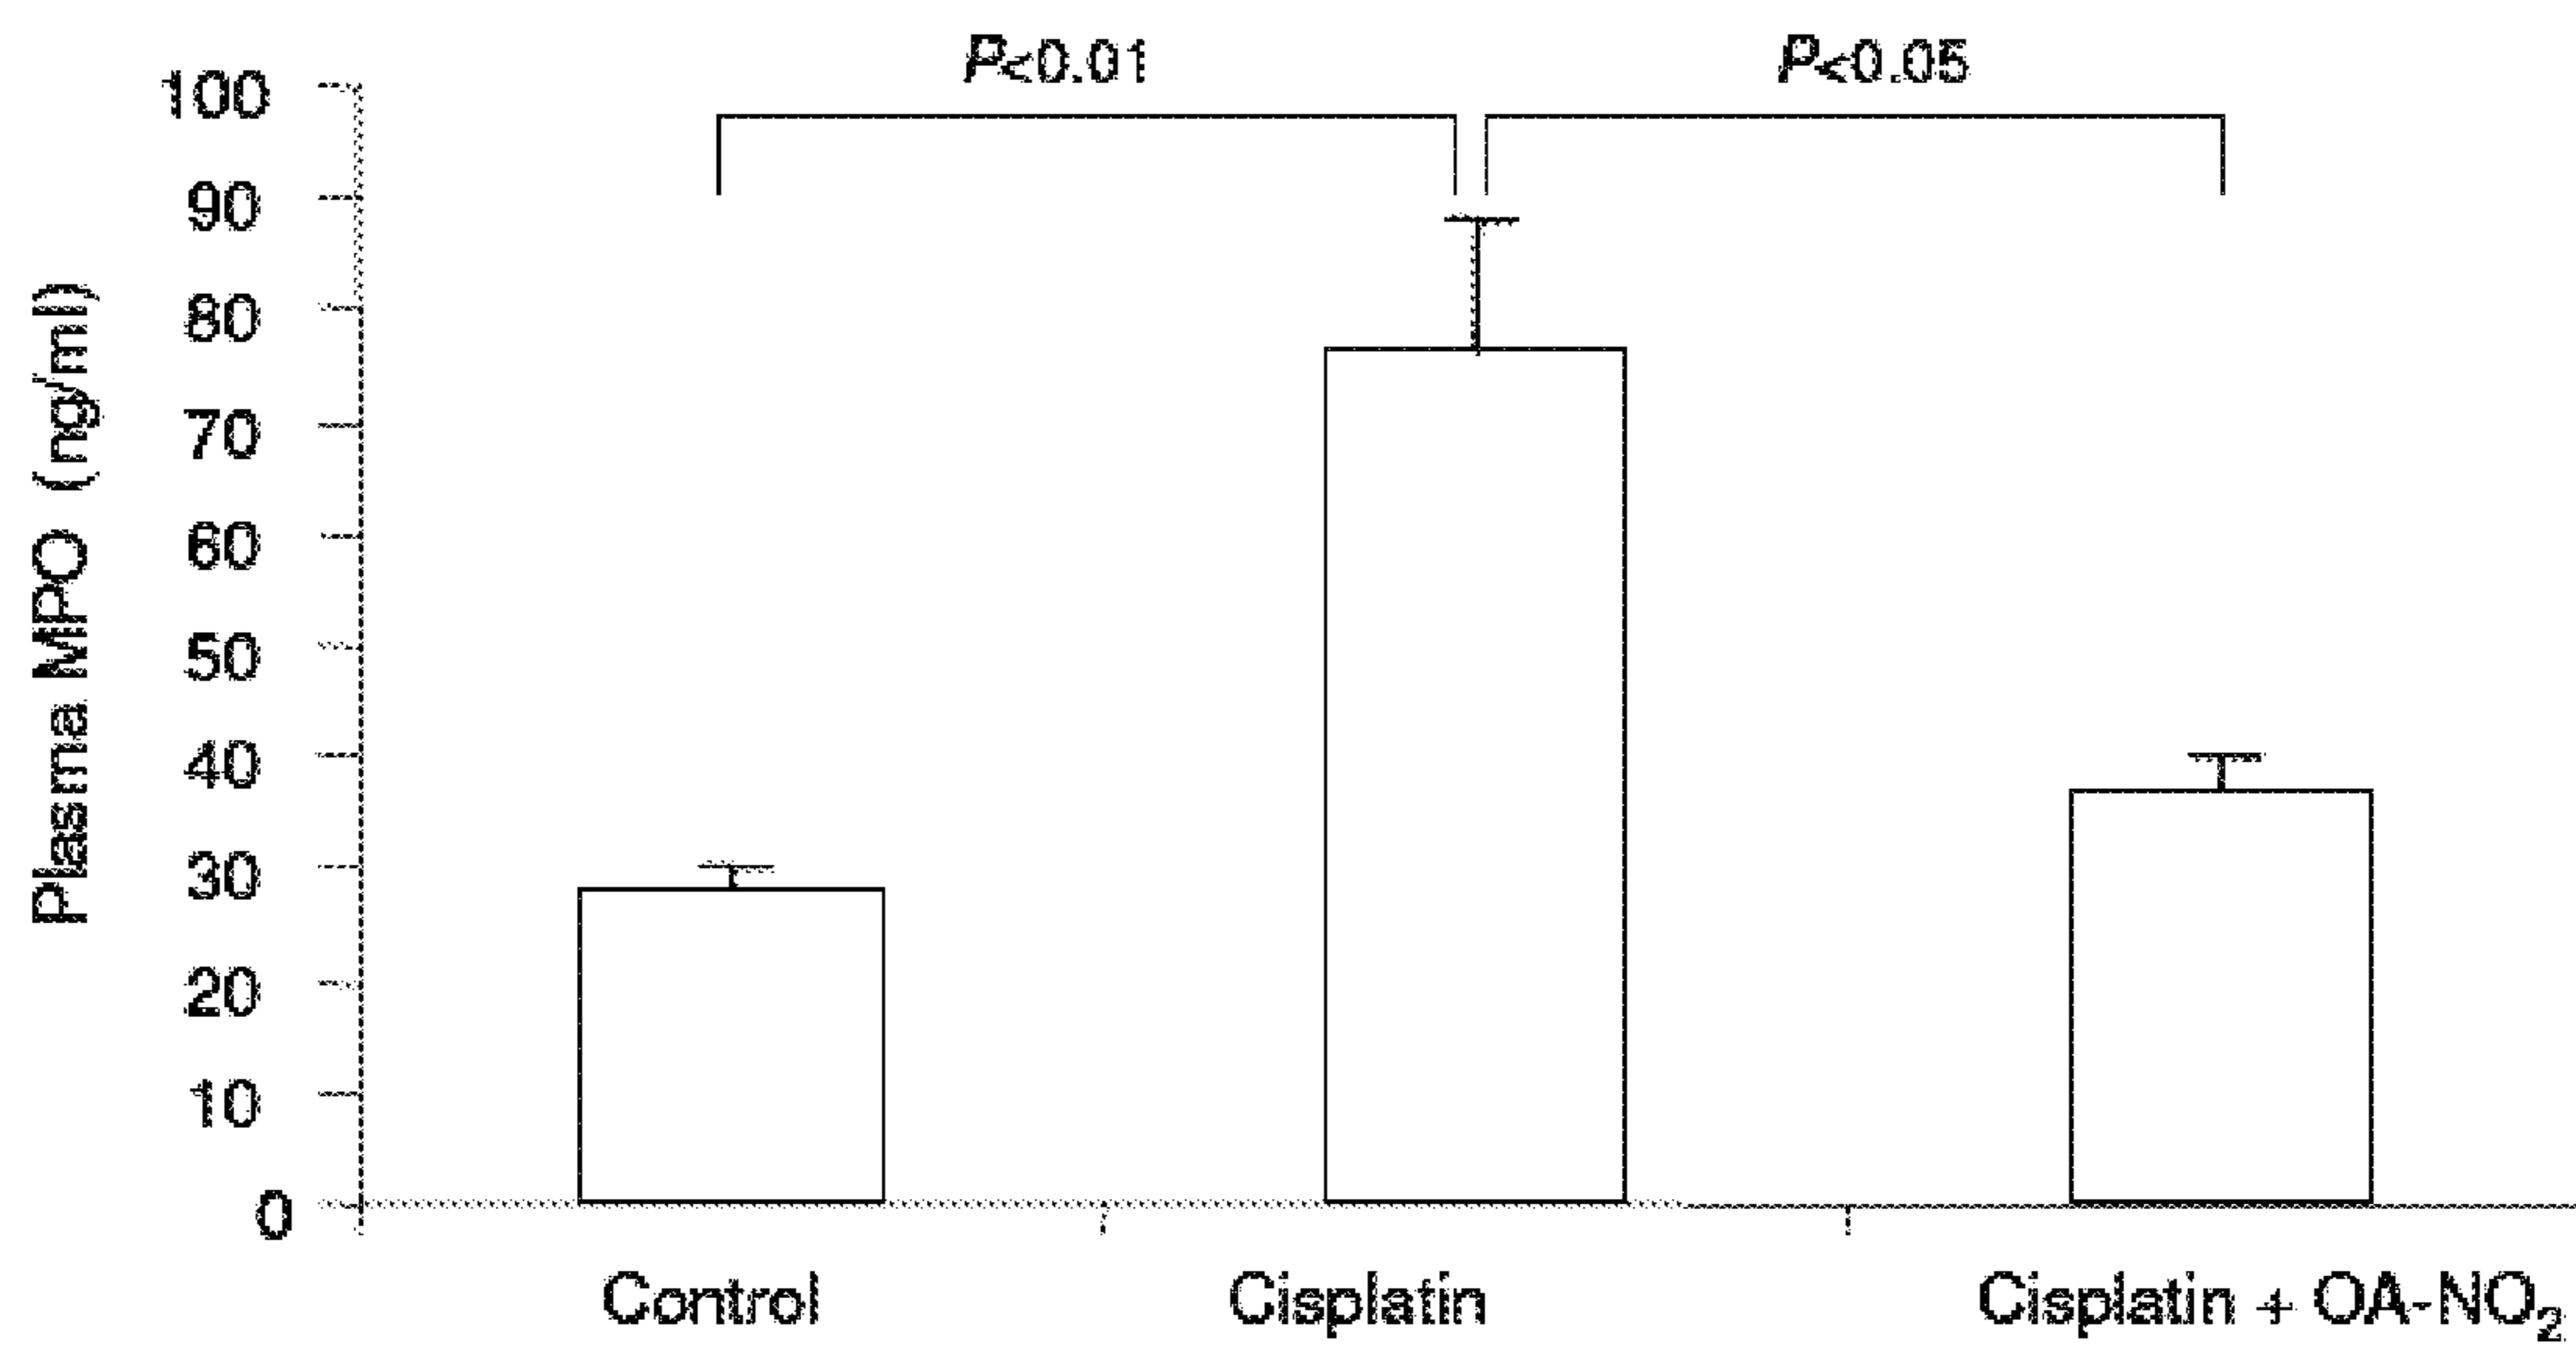 P<0.01
P<0.05
100
90
80
70
60
50
40
30
20
10
0
Plasma MPO (ng/ml)
Control
Cisplatin
Cisplatin + OA-NO₂